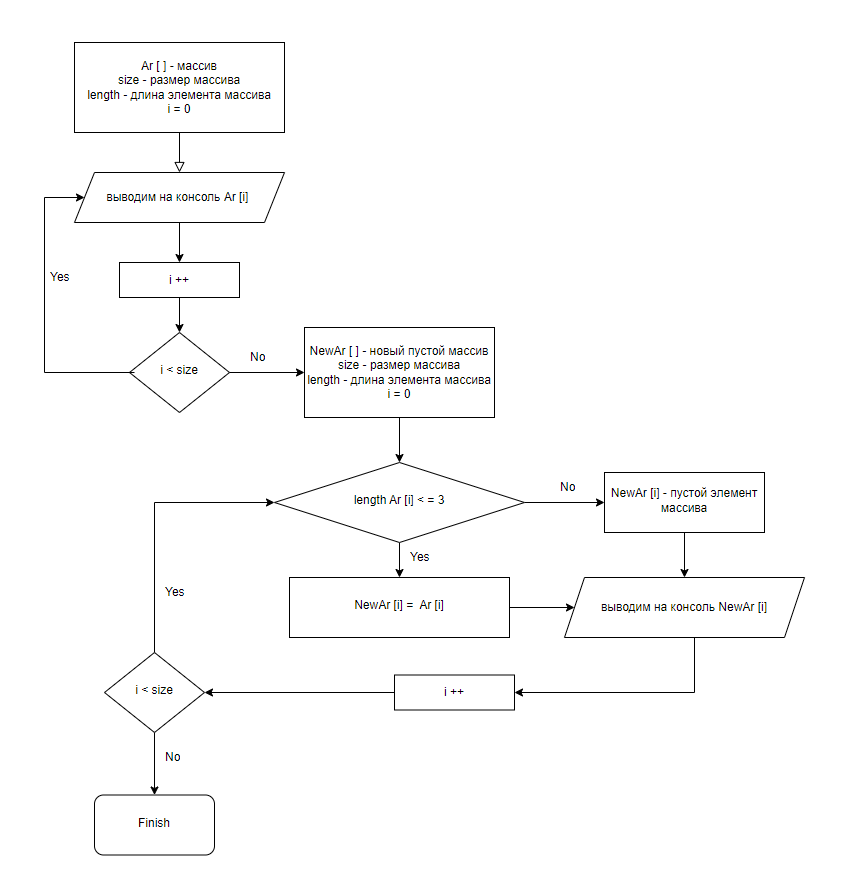 Ar [ ] - массив
size - размер массива
length - длина элемента массива
i = 0
выводим на консоль Ar [i]
i ++
Yes
i < size
No
NewAr [ ] - новый пустой массив
size - размер массива
length - длина элемента массива
i = 0
length Ar [i] < = 3
No
NewAr [i] - пустой элемент
массива
Yes
NewAr [i] = Ar [i]
выводим на консоль NewAr [i]
Yes
i ++
i < size
No
Finish